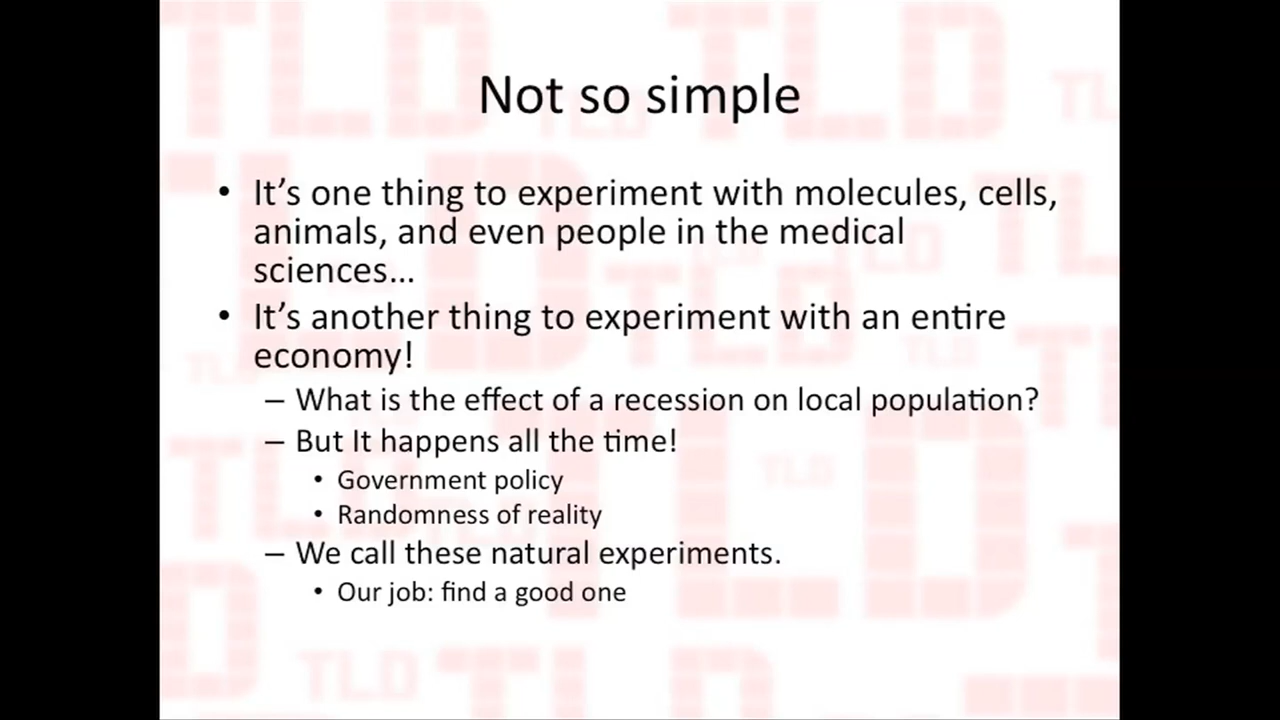 Not so simple
• It’s one thing to experiment with molecules, cells,
animals, and even people in the medical
sciences…
• It’s another thing to experiment with an entire
economy!
– What is the effect of a recession on local population?
– But It happens all the time!
• Government policy
• Randomness of reality
– We call these natural experiments.
• Our job: find a good one
TLD